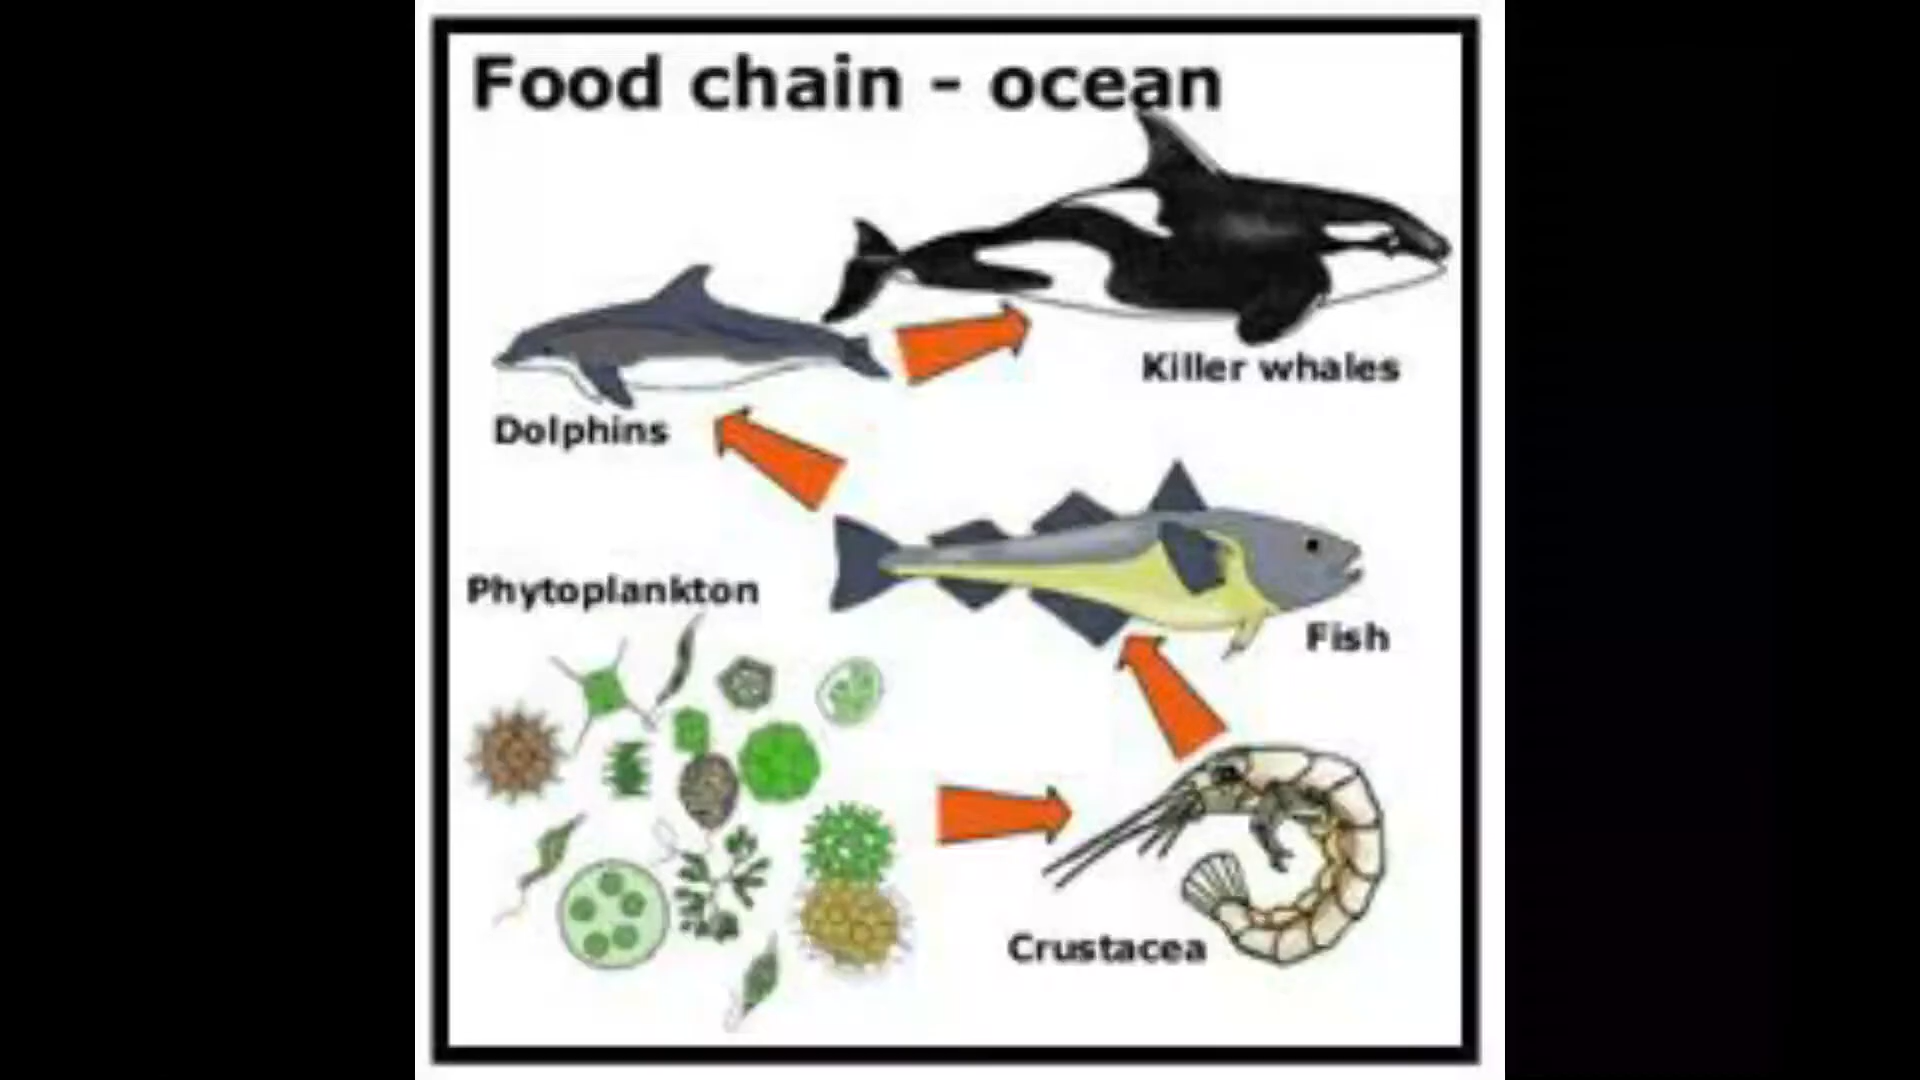 Food chain - ocean
Killer whales
Dolphins
Phytoplankton
Fish
Crustacea